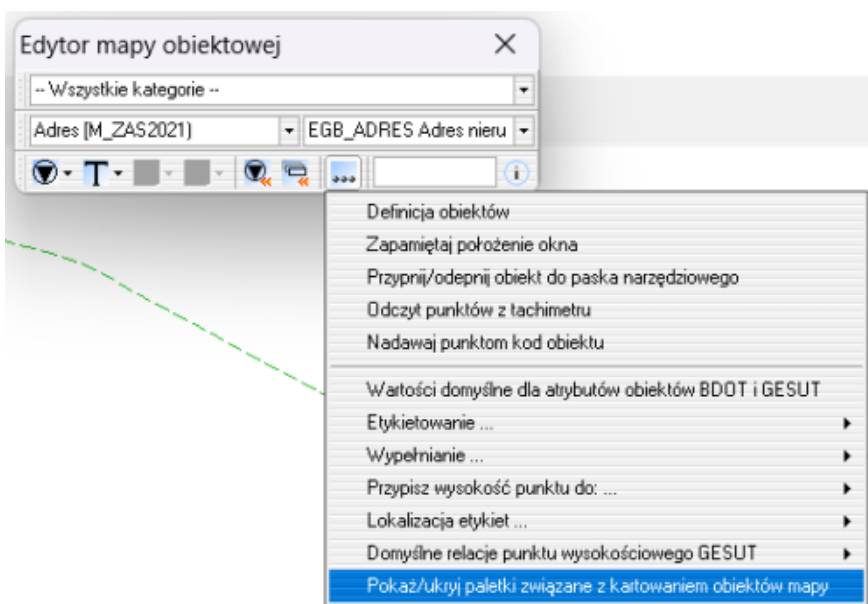 Edytor mapy obiektowej
-- Wszystkie kategorie --
Adres [M_ZAS2021) EGB_ADRES Adres nieru
Definicja obiektów
Zapamiętaj położenie okna
Przypnij/odepnij obiekt do paska narzędziowego
Odczyt punktów z tachimetru
Nadawaj punktom kod obiektu
Wartości domyślne dla atrybutów obiektów BDOT i GESUT
Etykietowanie ...
Wypełnianie ...
Przypisz wysokość punktu do: ...
Lokalizacja etykiet ...
Domyślne relacje punktu wysokościowego GESUT
Pokaż/ukryj paletki związane z kartowaniem obiektów mapy